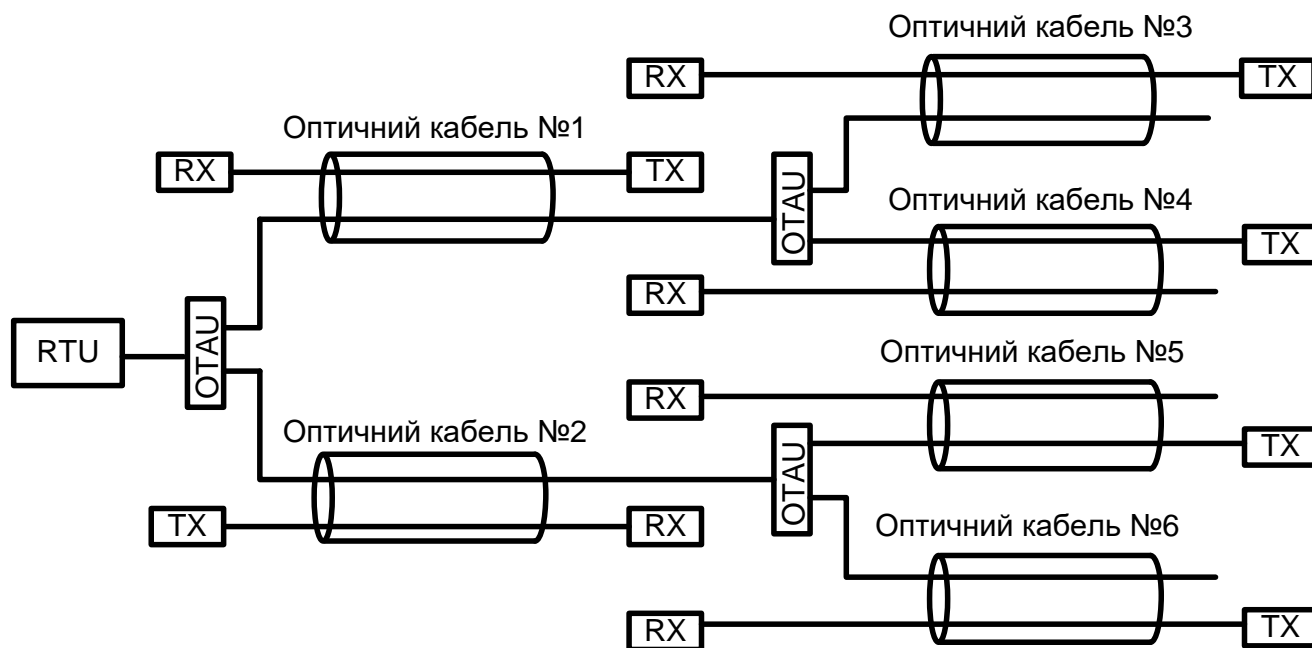 Оптичний кабель №3
RX
TX
Оптичний кабель №1
RX
TX
OTAU
Оптичний кабель №4
TX
RX
RTU
OTAU
Оптичний кабель №5
RX
Оптичний кабель №2
OTAU
TX
TX
RX
Оптичний кабель №6
RX
TX